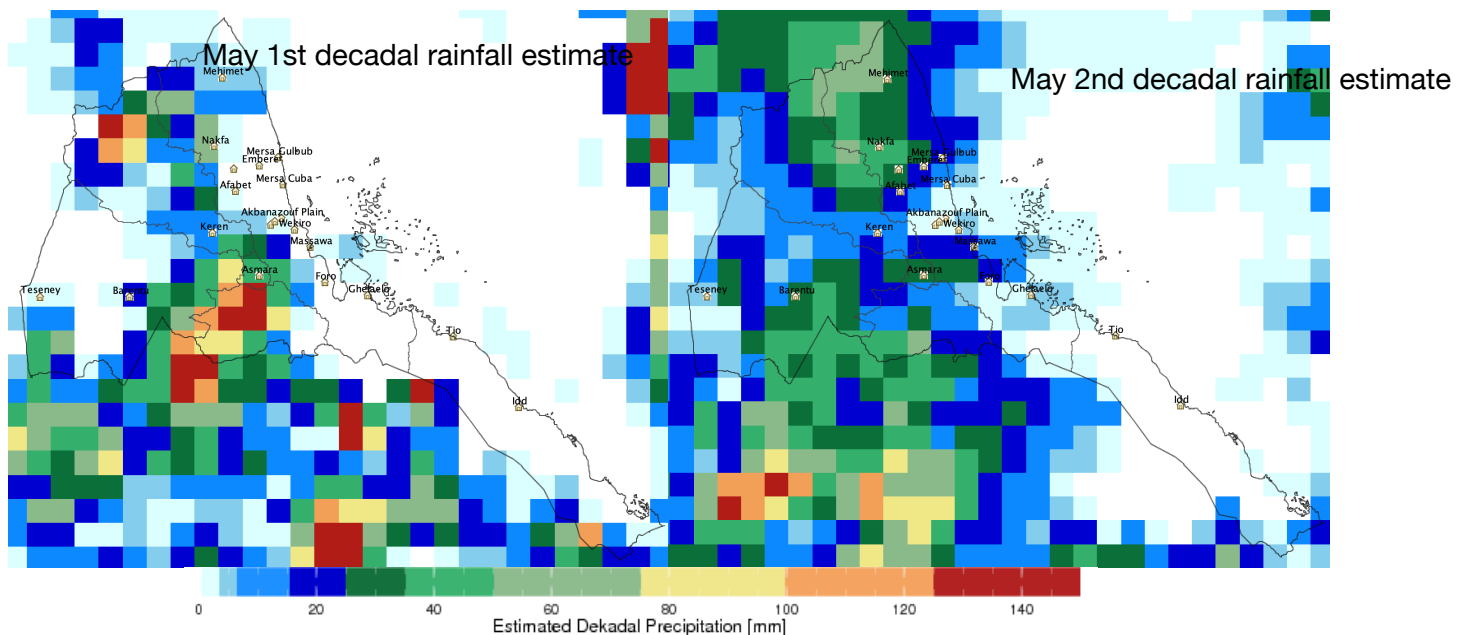 May 1st decadal rainfall estimate
Mehimet
Nakfa
Mersa Gulbub
Emberet
Mersa Cuba
Afabet
Akbanazouf Plain
Wekiro
Keren
Massawa
Asmara
Foro
Teseney
Barentu
Ghelaelo
Tio
Idd
May 2nd decadal rainfall estimate
Mehimet
Nakfa
Mersa Gulbub
Emberet
Mersa Cuba
Afabet
Akbanazouf Plain
Wekiro
Keren
Massawa
Asmara
Foro
Teseney
Barentu
Ghelaelo
Tio
Idd
0 20 40 60 80 100 120 140
Estimated Dekadal Precipitation [mm]